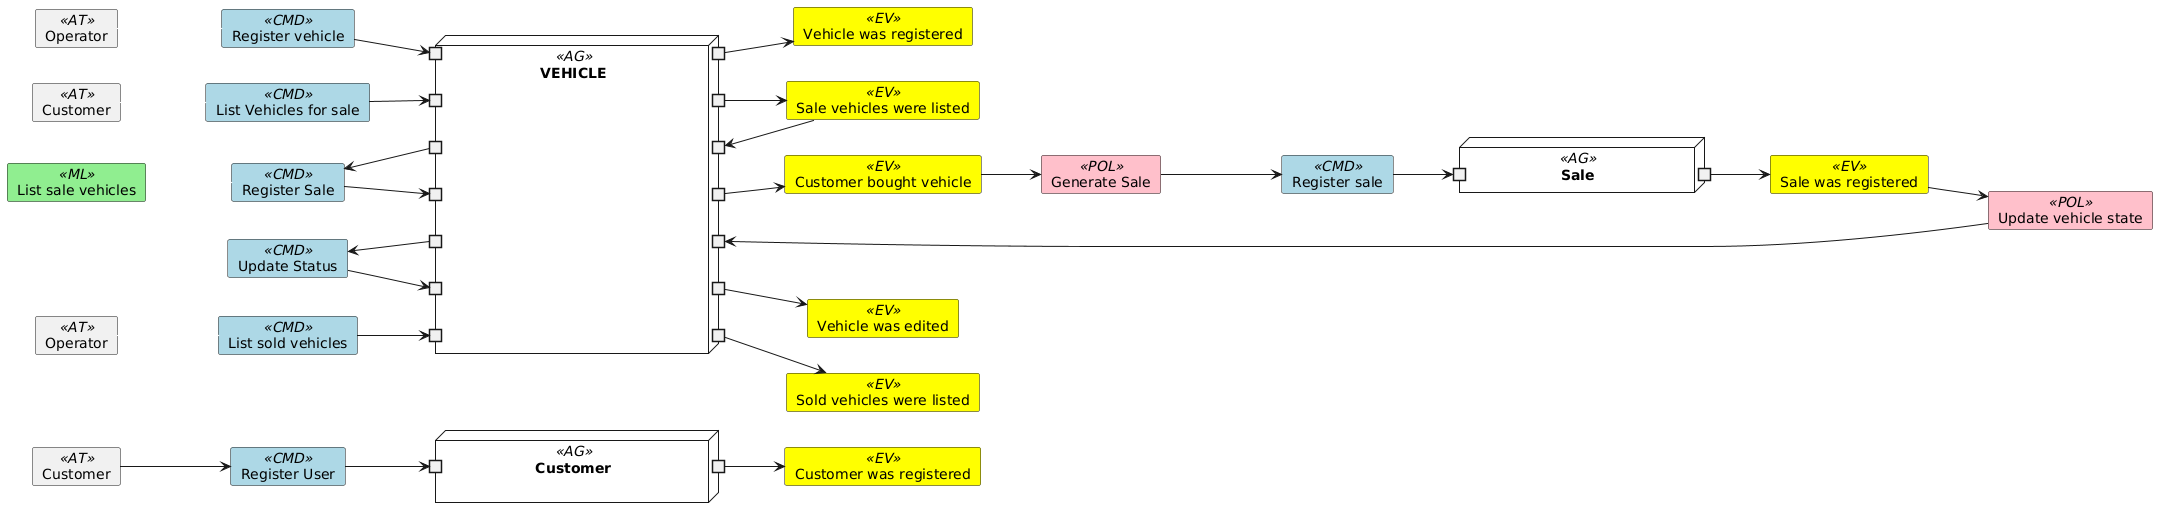 «AT»
Operator
«CMD»
Register vehicle
«EV»
Vehicle was registered
«AG»
VEHICLE
«AT»
Customer
«CMD»
List Vehicles for sale
«EV»
Sale vehicles were listed
«ML»
List sale vehicles
«CMD»
Register Sale
«EV»
Customer bought vehicle
«POL»
Generate Sale
«CMD»
Register sale
«AG»
Sale
«EV»
Sale was registered
«POL»
Update vehicle state
«CMD»
Update Status
«EV»
Vehicle was edited
«AT»
Operator
«CMD»
List sold vehicles
«EV»
Sold vehicles were listed
«AT»
Customer
«CMD»
Register User
«AG»
Customer
«EV»
Customer was registered